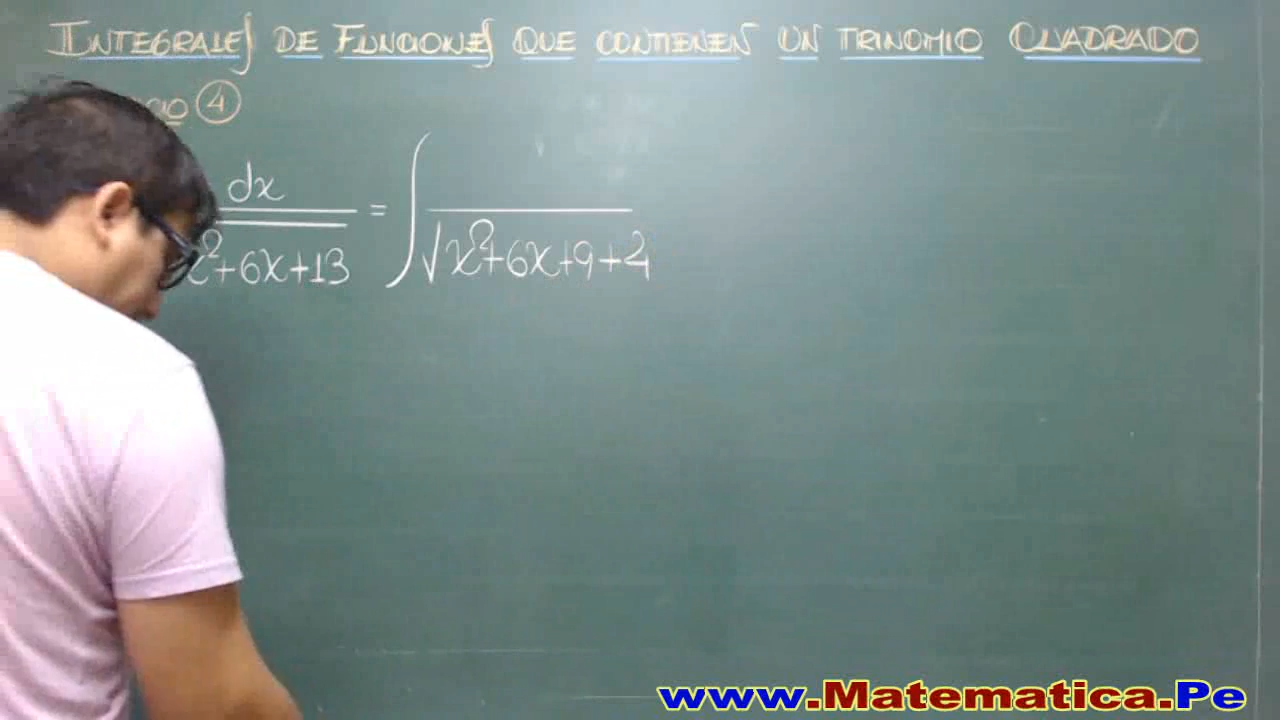 INTEGRALES DE FUNCIONES QUE CONTIENEN UN TRINOMIO CUADRADO
④
dx = ∫
x²+6x+13 √x²+6x+9+4
www.Matematica.Pe